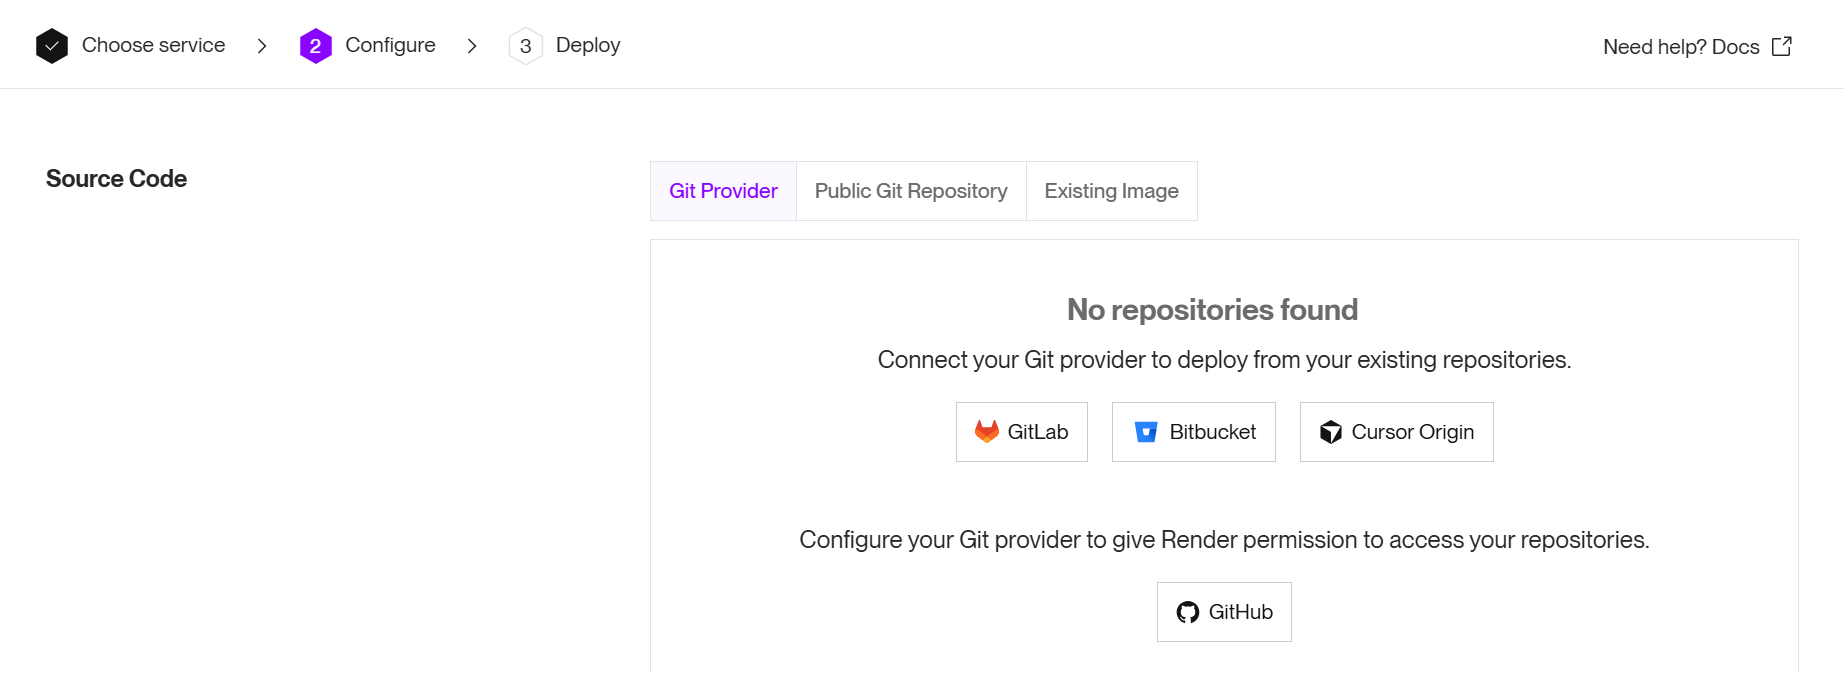 Choose service
2 Configure
3 Deploy
Need help? Docs
Source Code
Git Provider
Public Git Repository
Existing Image
No repositories found
Connect your Git provider to deploy from your existing repositories.
GitLab
Bitbucket
Cursor Origin
Configure your Git provider to give Render permission to access your repositories.
GitHub